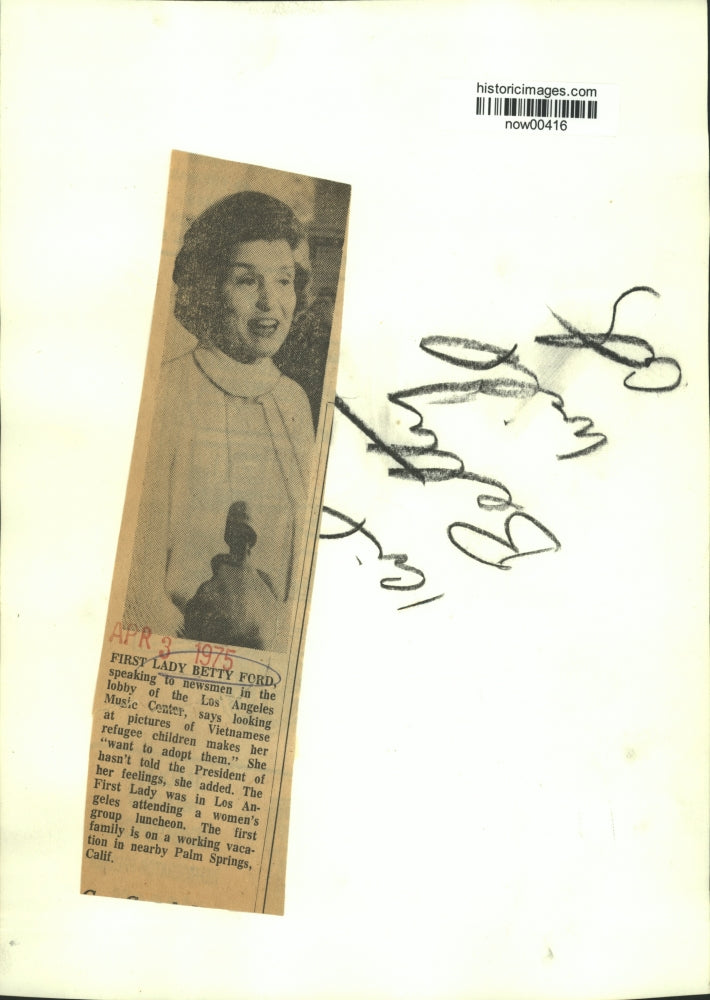 historicimages.com
now00416
APR 3 1975
FIRST LADY BETTY FORD,
speaking to newsmen in the
lobby of the Los Angeles
Music Center, says looking
at pictures of Vietnamese
refugee children makes her
"want to adopt them." She
hasn't told the President of
her feelings, she added. The
First Lady was in Los An-
geles attending a women's
group luncheon. The first
family is on a working vaca-
tion in nearby Palm Springs,
Calif.